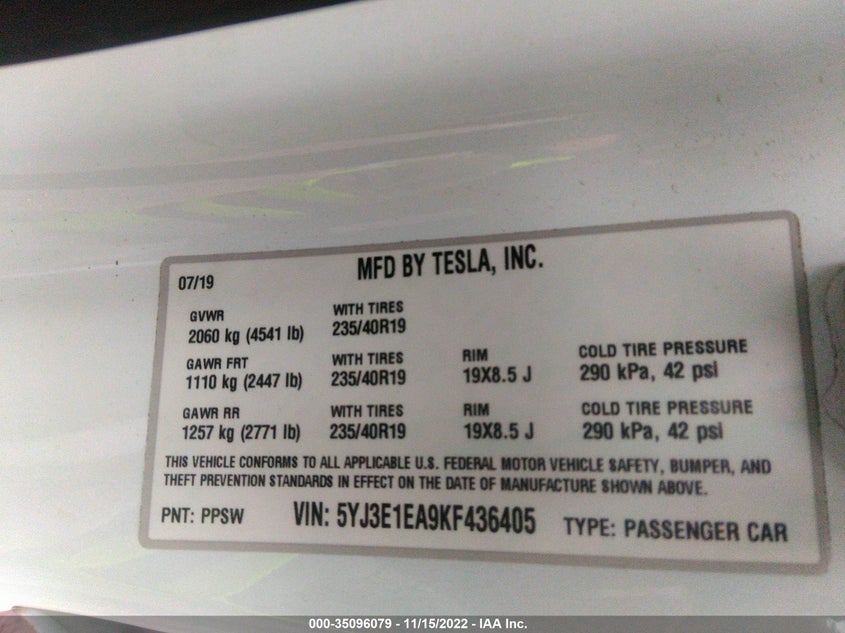 07/19 MFD BY TESLA, INC.
GVWR WITH TIRES
2060 kg (4541 lb) 235/40R19
GAWR FRT WITH TIRES RIM COLD TIRE PRESSURE
1110 kg (2447 lb) 235/40R19 19X8.5 J 290 kPa, 42 psi
GAWR RR WITH TIRES RIM COLD TIRE PRESSURE
1257 kg (2771 lb) 235/40R19 19X8.5 J 290 kPa, 42 psi
THIS VEHICLE CONFORMS TO ALL APPLICABLE U.S. FEDERAL MOTOR VEHICLE SAFETY, BUMPER, AND
THEFT PREVENTION STANDARDS IN EFFECT ON THE DATE OF MANUFACTURE SHOWN ABOVE.
PNT: PPSW VIN: 5YJ3E1EA9KF436405 TYPE: PASSENGER CAR
000-35096079 - 11/15/2022 - IAA Inc.